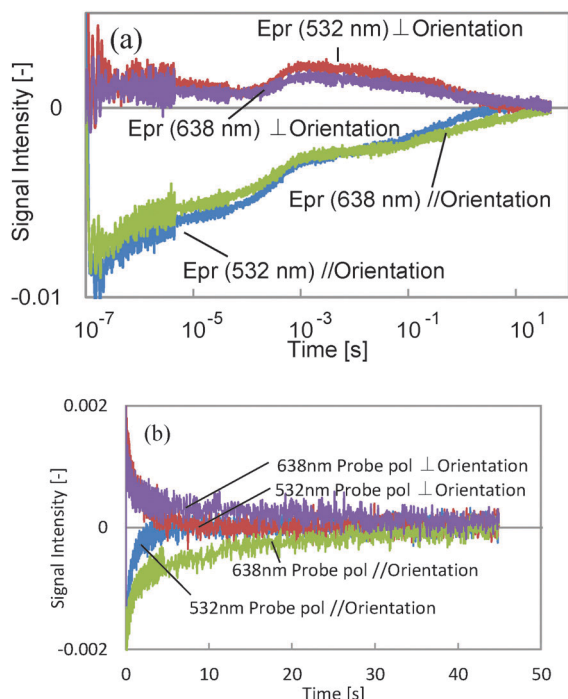 (a)
Signal Intensity [-]
0
-0.01
Epr (532 nm) ⊥ Orientation
Epr (638 nm) ⊥ Orientation
Epr (638 nm) //Orientation
Epr (532 nm) //Orientation
10-7 10-5 10-3 10-1 101
Time [s]
(b)
Signal Intensity [-]
0.002
0
-0.002
638nm Probe pol ⊥ Orientation
532nm Probe pol ⊥ Orientation
638nm Probe pol //Orientation
532nm Probe pol //Orientation
0 10 20 30 40 50
Time [s]